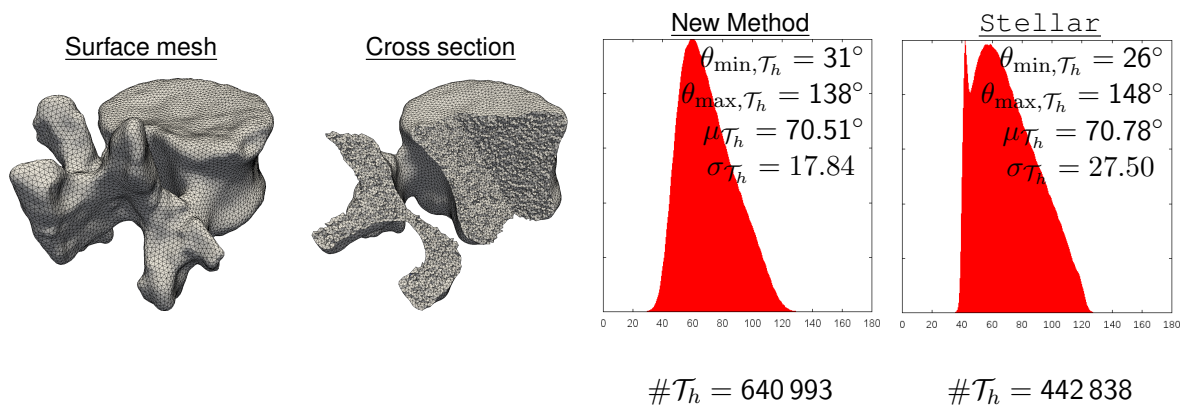 Surface mesh
Cross section
New Method
θmin,𝒯h = 31°
θmax,𝒯h = 138°
μ𝒯h = 70.51°
σ𝒯h = 17.84
0 20 40 60 80 100 120 140 160 180
#𝒯h = 640 993
Stellar
θmin,𝒯h = 26°
θmax,𝒯h = 148°
μ𝒯h = 70.78°
σ𝒯h = 27.50
0 20 40 60 80 100 120 140 160 180
#𝒯h = 442 838